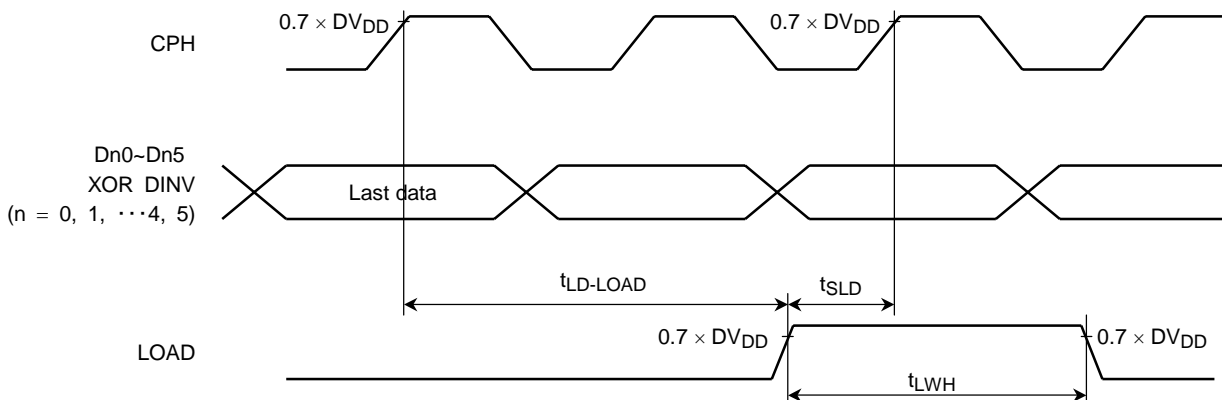 0.7 × DVDD
0.7 × DVDD
CPH
Dn0~Dn5
XOR DINV
(n = 0, 1, ···4, 5)
Last data
tLD-LOAD
tSLD
0.7 × DVDD
0.7 × DVDD
LOAD
tLWH